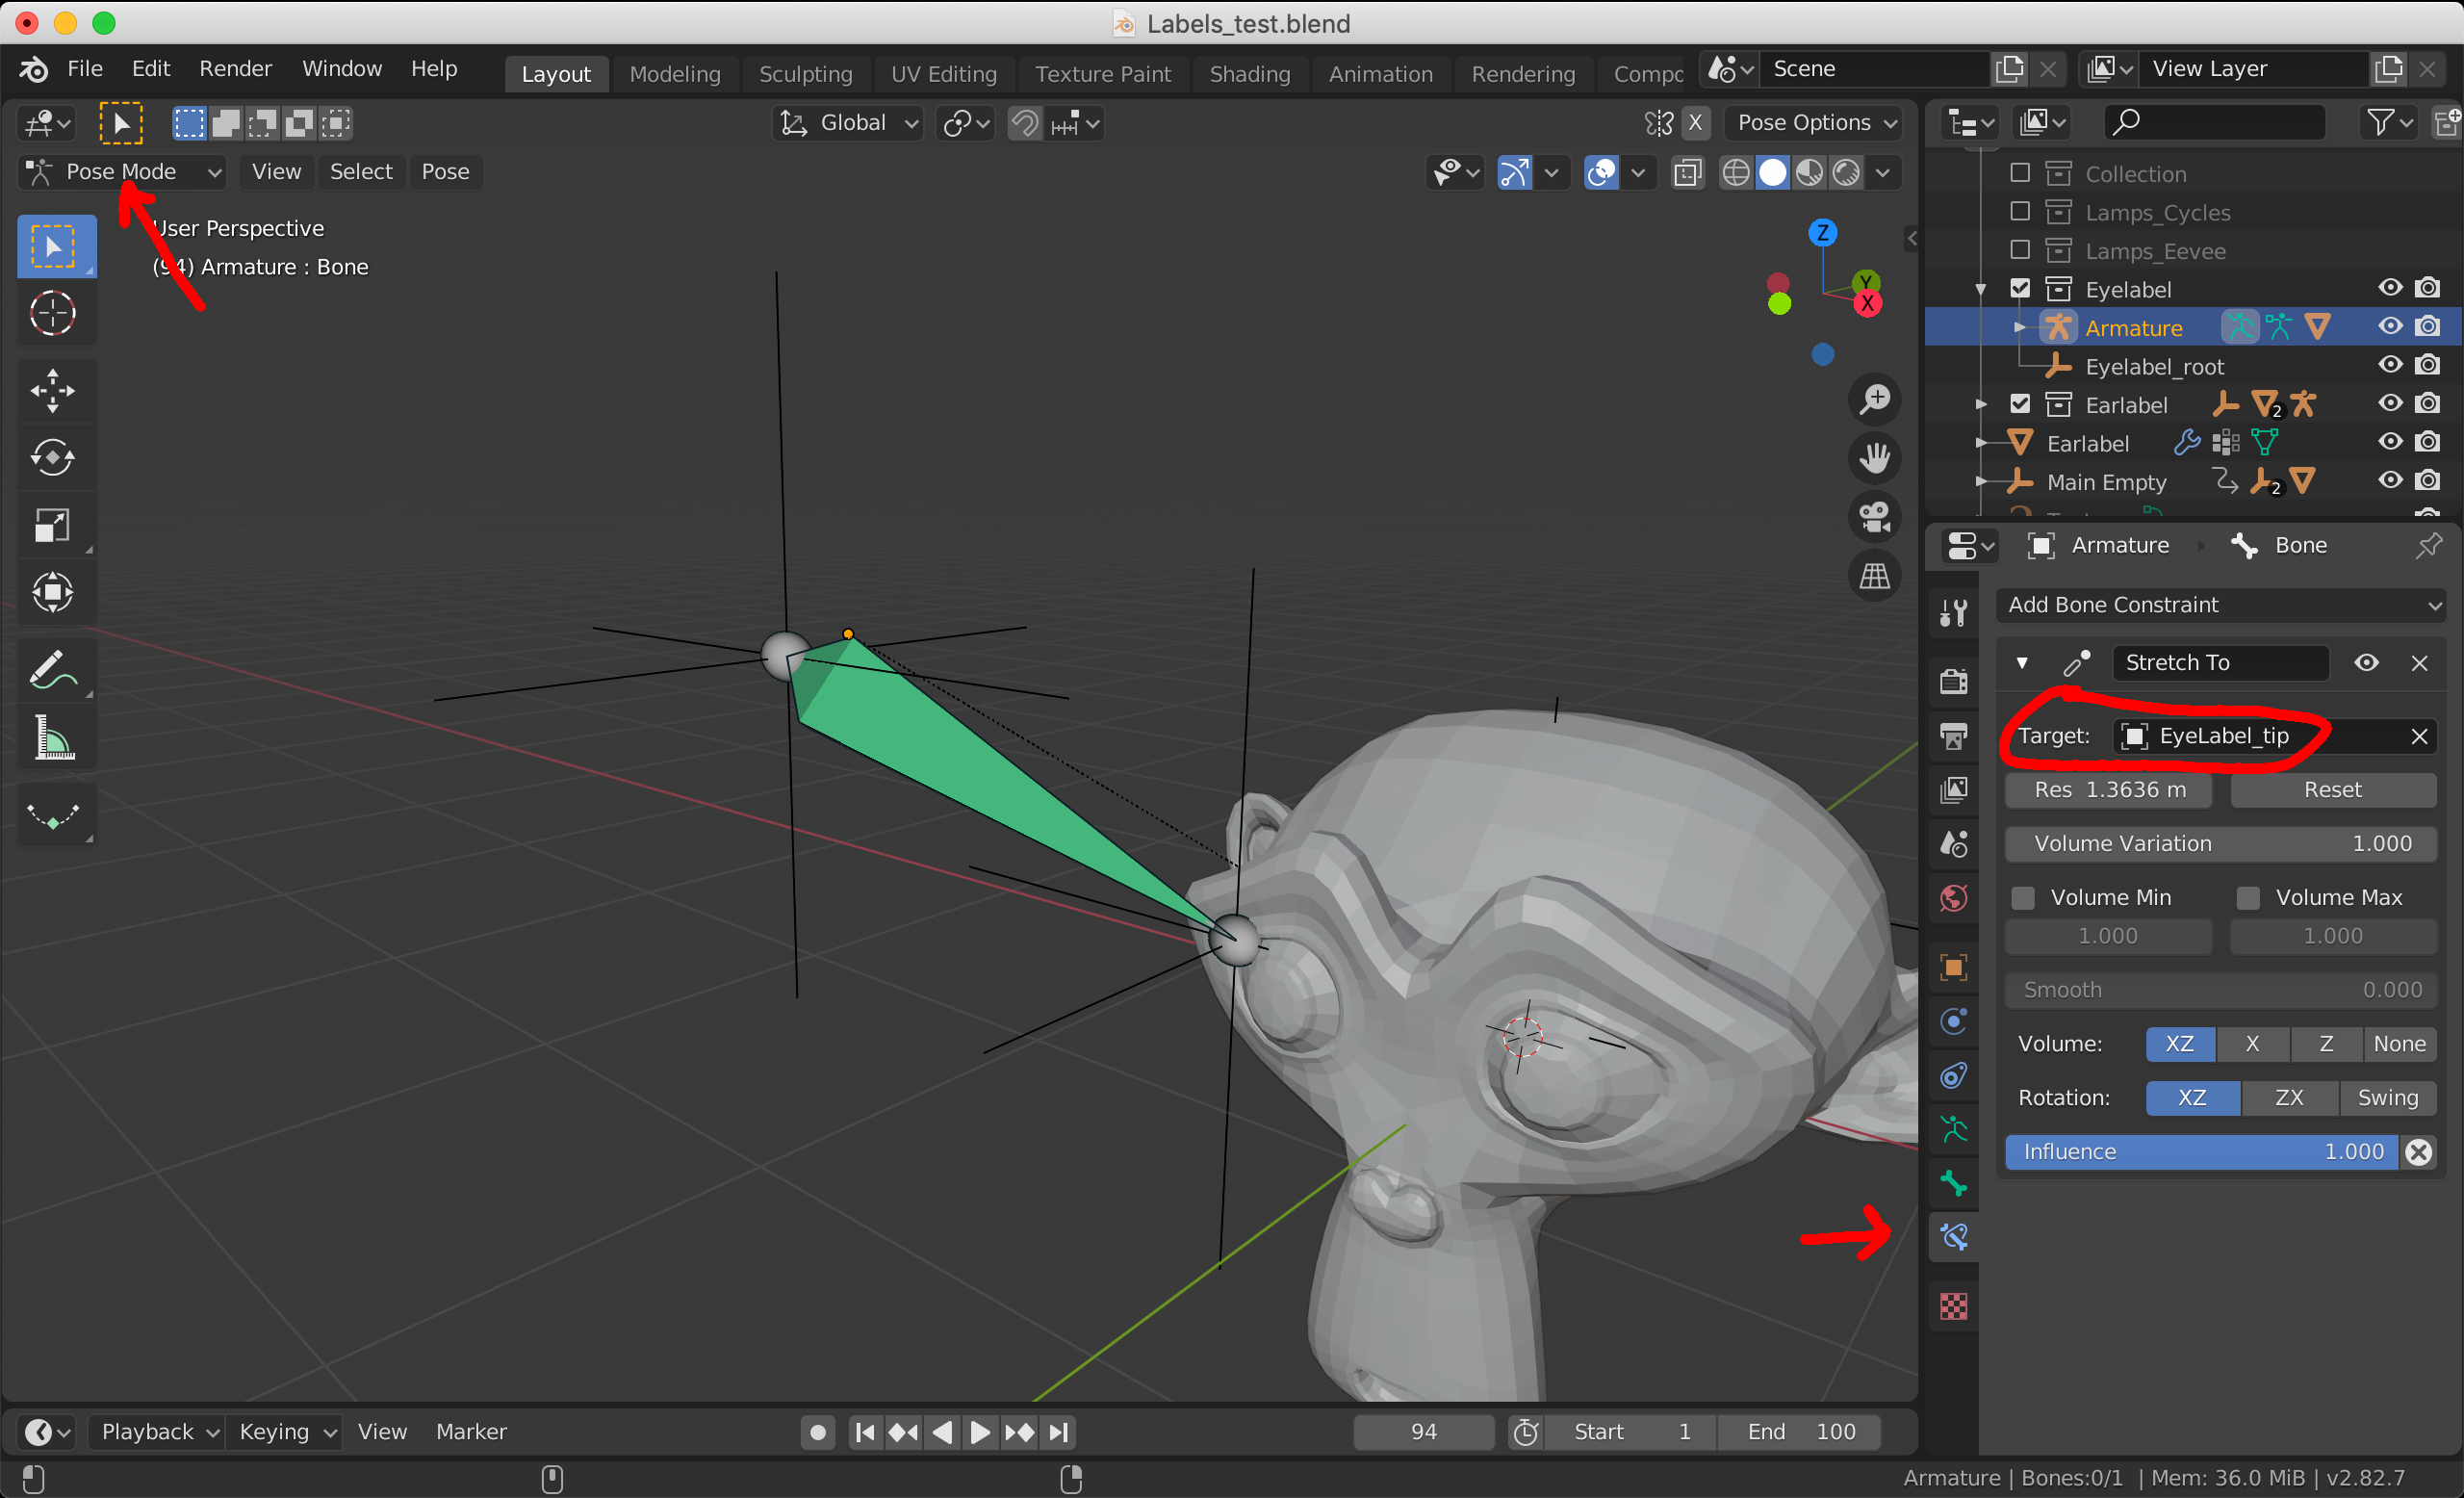 Labels_test.blend
File Edit Render Window Help Layout Modeling Sculpting UV Editing Texture Paint Shading Animation Rendering Compo Scene View Layer
Global X Pose Options
Pose Mode View Select Pose
User Perspective
(94) Armature : Bone
Z
Y
X
Collection
Lamps_Cycles
Lamps_Eevee
Eyelabel
Armature
Eyelabel_root
Earlabel 2
Earlabel
Main Empty 2
Armature Bone
Add Bone Constraint
Stretch To
Target: EyeLabel_tip
Res 1.3636 m Reset
Volume Variation 1.000
Volume Min Volume Max
1.000 1.000
Smooth 0.000
Volume: XZ X Z None
Rotation: XZ ZX Swing
Influence 1.000
Playback Keying View Marker 94 Start 1 End 100
Armature | Bones:0/1 | Mem: 36.0 MiB | v2.82.7